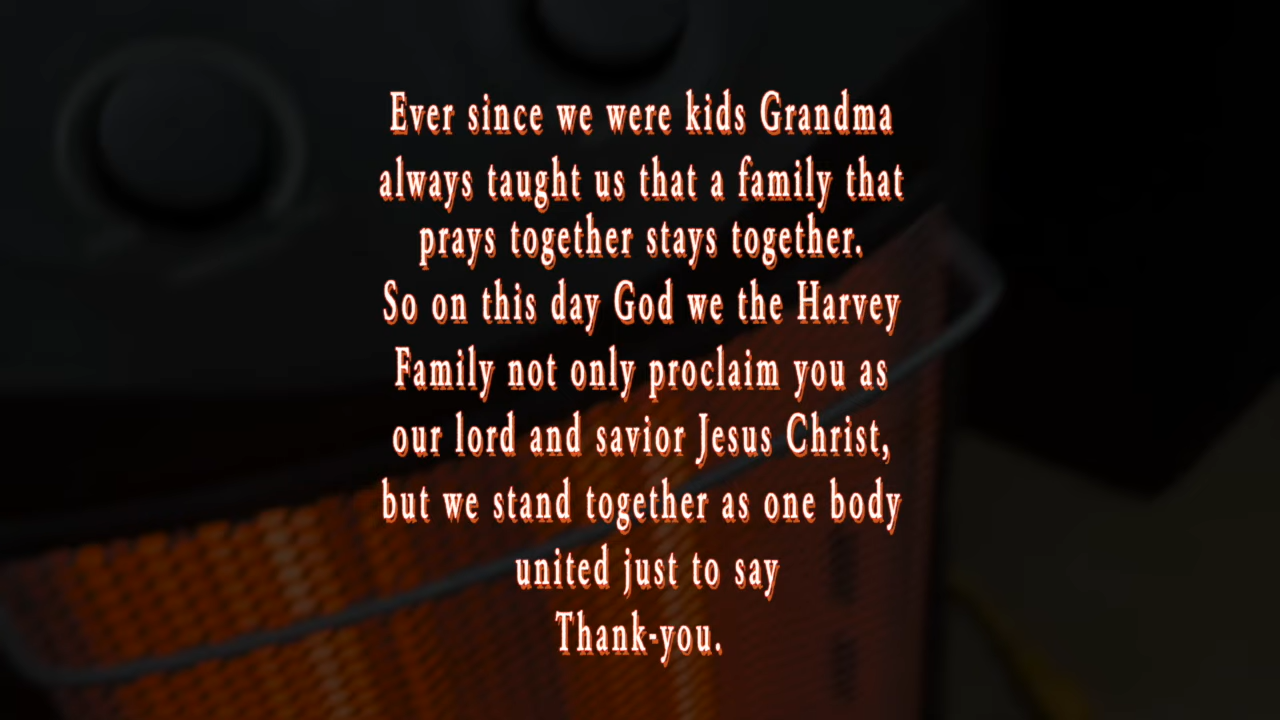 Ever since we were kids Grandma
always taught us that a family that
prays together stays together.
So on this day God we the Harvey
Family not only proclaim you as
our lord and savior Jesus Christ,
but we stand together as one body
united just to say
Thank-you.